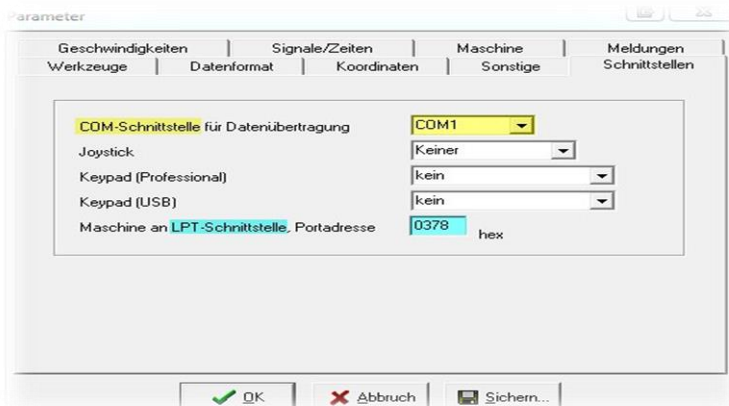 Parameter
Geschwindigkeiten
Signale/Zeiten
Maschine
Meldungen
Werkzeuge
Datenformat
Koordinaten
Sonstige
Schnittstellen
COM-Schnittstelle für Datenübertragung COM1
Joystick Keiner
Keypad (Professional) kein
Keypad (USB) kein
Maschine an LPT-Schnittstelle, Portadresse 0378 hex
OK
Abbruch
Sichern...